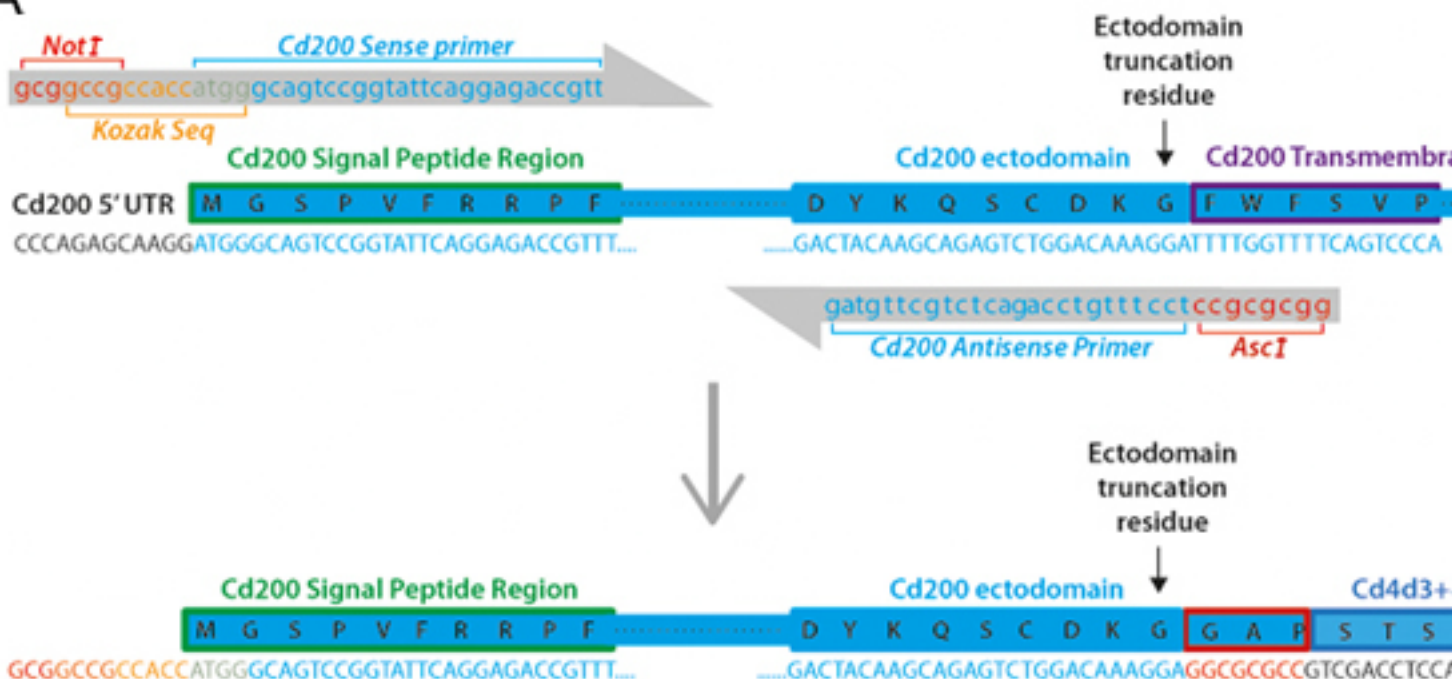 A
Ectodomain
truncation
residue
NotI
Cd200 Sense primer
gcggccgccaccatgggcagtccggtattcaggagaccgtt
Kozak Seq
Cd200 Signal Peptide Region
Cd200 ectodomain
Cd200 Transmembra
Cd200 5' UTR
M G S P V F R R P F
D Y K Q S C D K G
F W F S V P
CCCAGAGCAAGGATGGGCAGTCCGGTATTCAGGAGACCGTTT....
......GACTACAAGCAGAGTCTGGACAAAGGATTTTGGTTTTCAGTCCCA
gatgttcgtctcagacctgtttcctccgcgcgg
Cd200 Antisense Primer
AscI
Ectodomain
truncation
residue
Cd200 Signal Peptide Region
Cd200 ectodomain
Cd4d3+
M G S P V F R R P F
D Y K Q S C D K G
G A P
S T S
GCGGCCGCCACCATGGGCAGTCCGGTATTCAGGAGACCGTTT....
......GACTACAAGCAGAGTCTGGACAAAGGAGGCGCGCCGTCGACCTCCA